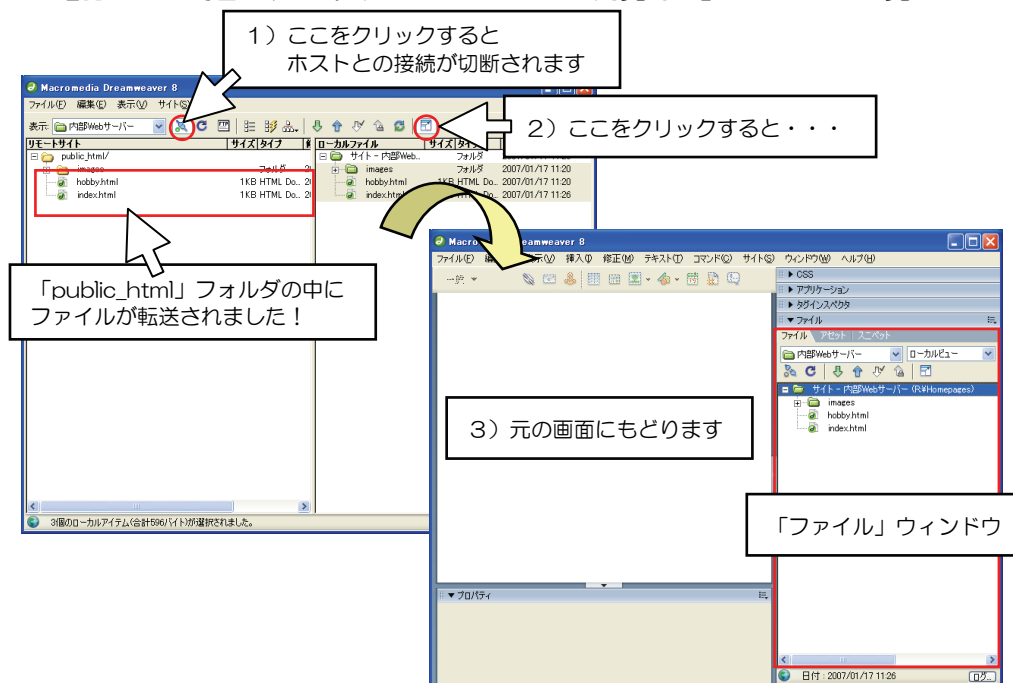 1）ここをクリックすると
ホストとの接続が切断されます
Macromedia Dreamweaver 8
ファイル(F) 編集(E) 表示(V) サイト(S)
表示: 内部Webサーバー
2）ここをクリックすると・・・
リモートサイト サイズ タイプ
ローカルファイル サイズ タイプ
public_html/
images フォルダ
hobby.html 1KB HTML Do..
index.html 1KB HTML Do..
サイト - 内部Web.. フォルダ
images フォルダ 2007/01/17 11:20
hobby.html 1KB HTML Do.. 2007/01/17 11:20
index.html 2007/01/17 11:26
「public_html」フォルダの中に
ファイルが転送されました！
3個のローカルアイテム(合計596バイト)が選択されました。
Macro eamweaver 8
ファイル(F) 表示(V) 挿入(I) 修正(M) テキスト(T) コマンド(C) サイト(S) ウィンドウ(W) ヘルプ(H)
一般
CSS
アプリケーション
タグインスペクタ
ファイル
ファイル アセット スニペット
内部Webサーバー ローカルビュー
サイト - 内部Webサーバー (R:¥Homepages)
images
hobby.html
index.html
3）元の画面にもどります
「ファイル」ウィンドウ
プロパティ
日付 : 2007/01/17 11:26 ログ...